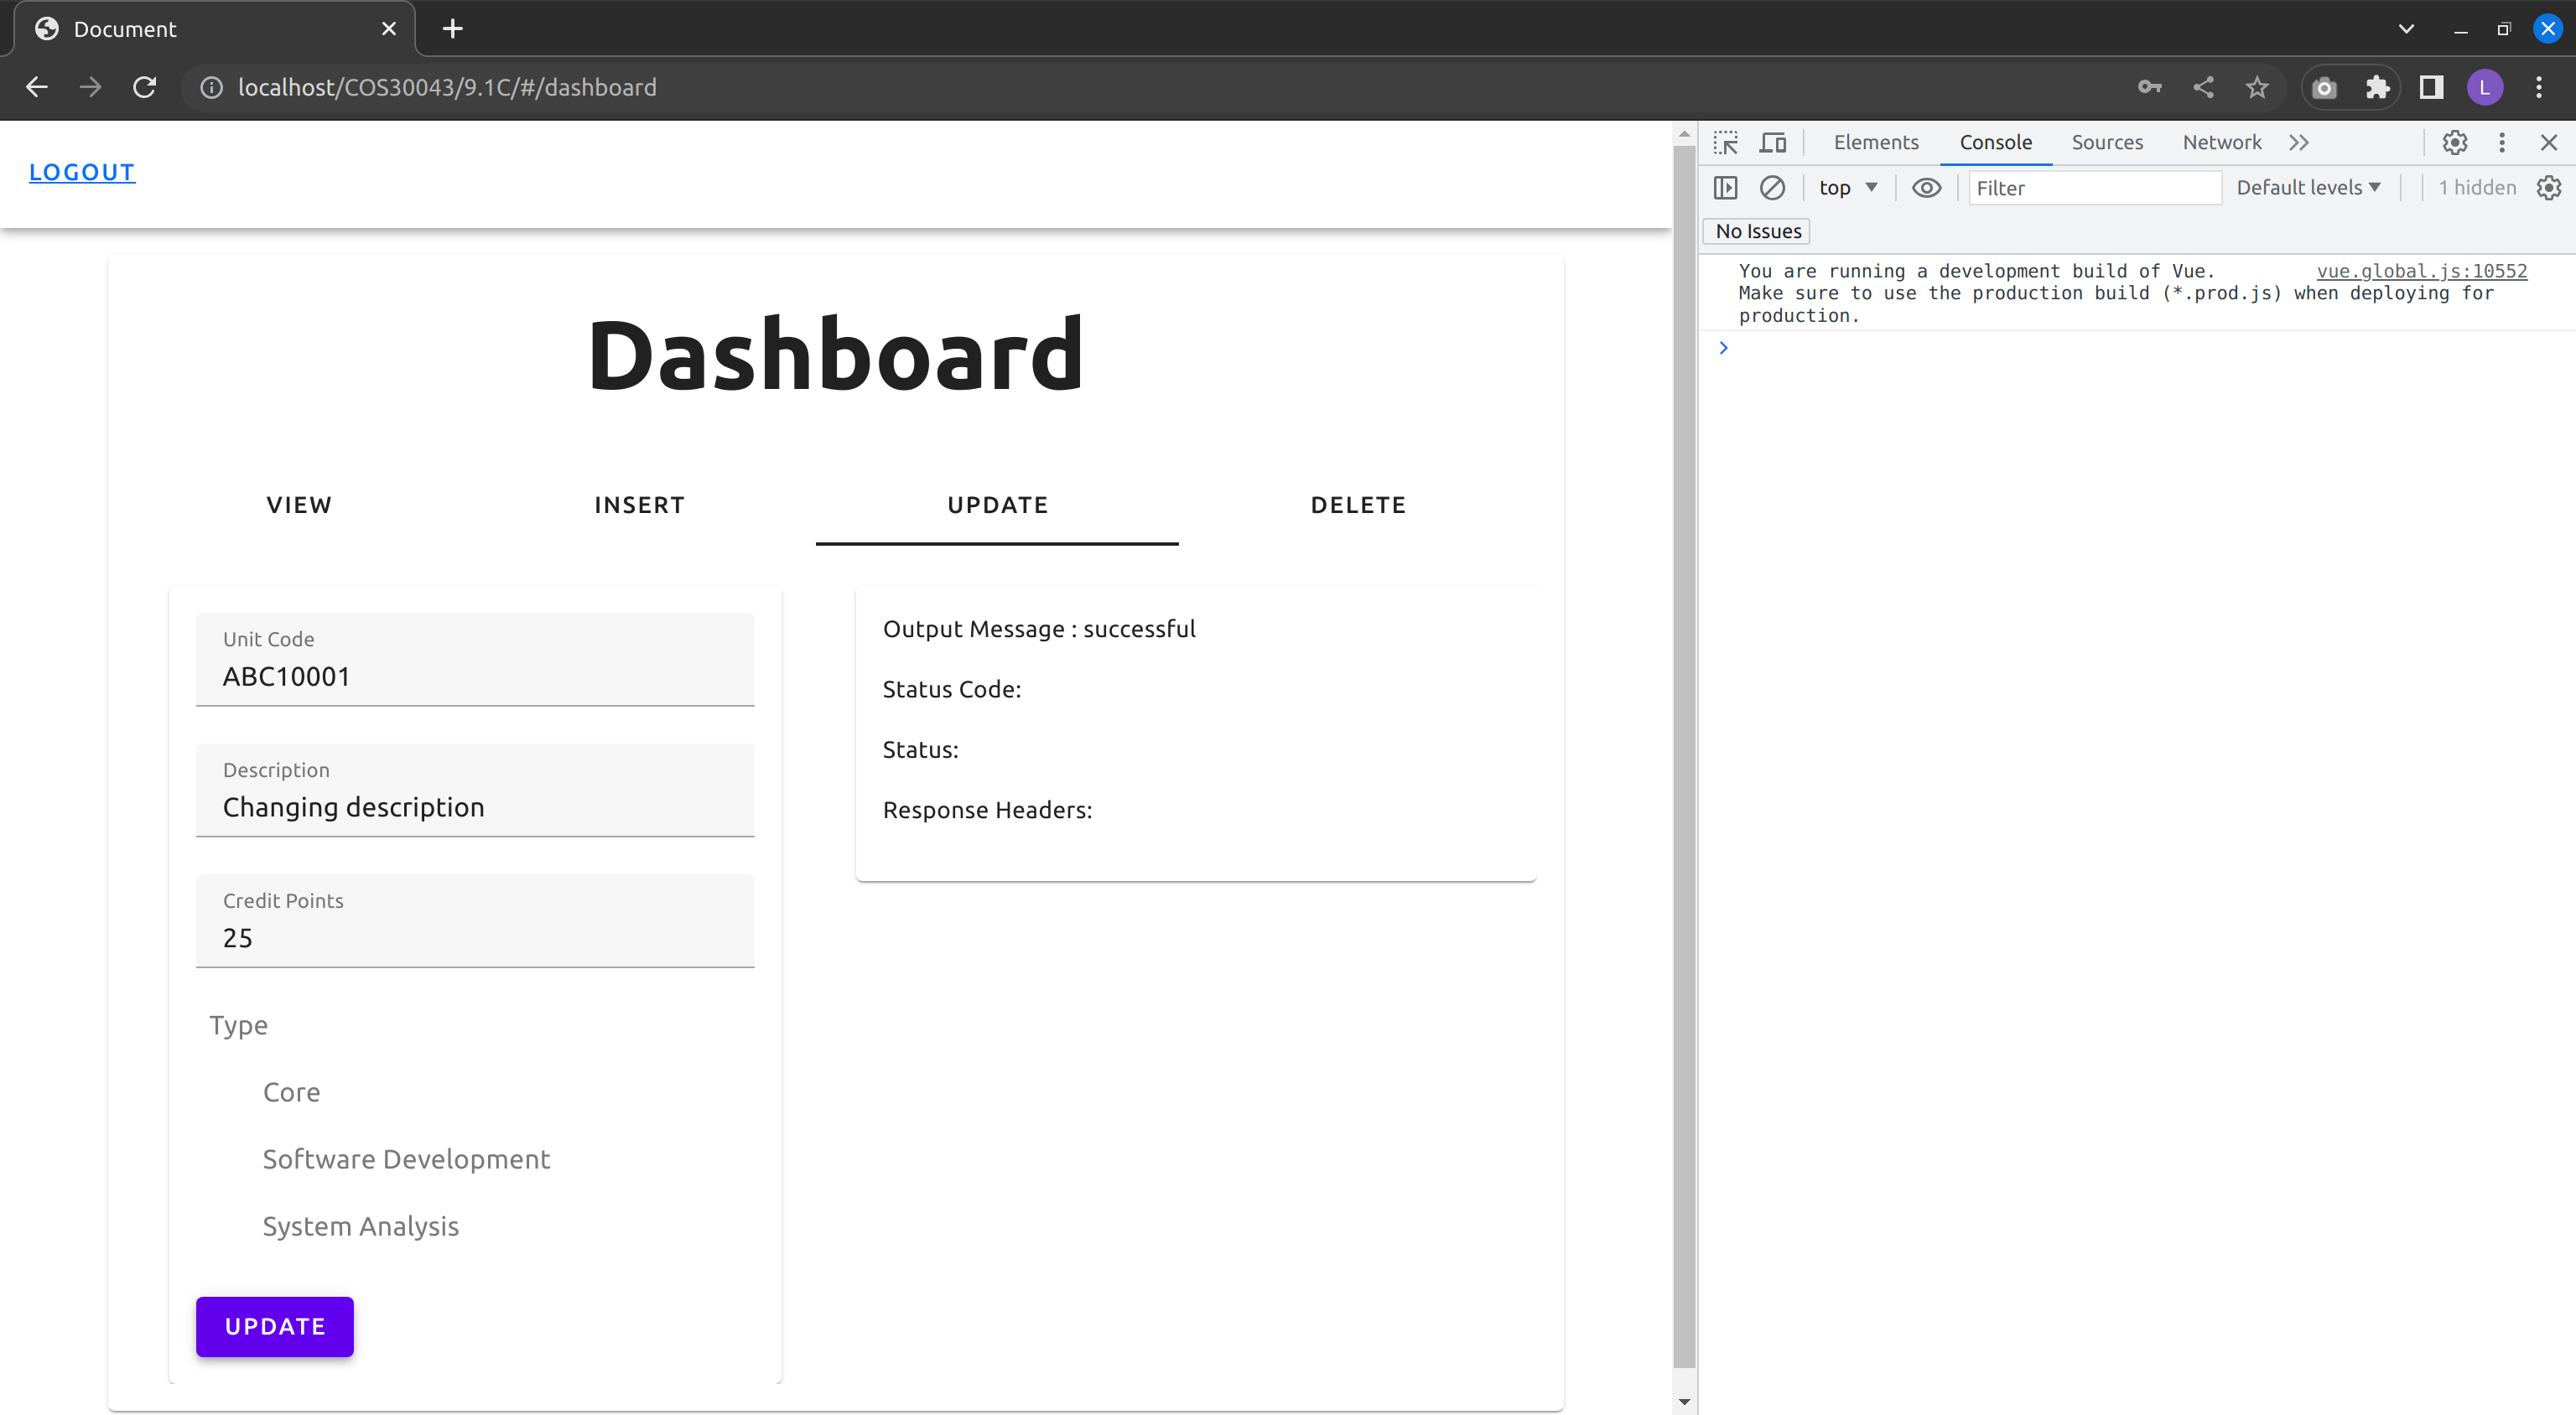 Document
localhost/COS30043/9.1C/#/dashboard
L
LOGOUT
Dashboard
VIEW INSERT UPDATE DELETE
Unit Code
ABC10001
Description
Changing description
Credit Points
25
Type
Core
Software Development
System Analysis
UPDATE
Output Message : successful
Status Code:
Status:
Response Headers:
Elements Console Sources Network
top Filter Default levels 1 hidden
No Issues
You are running a development build of Vue. vue.global.js:10552
Make sure to use the production build (*.prod.js) when deploying for
production.